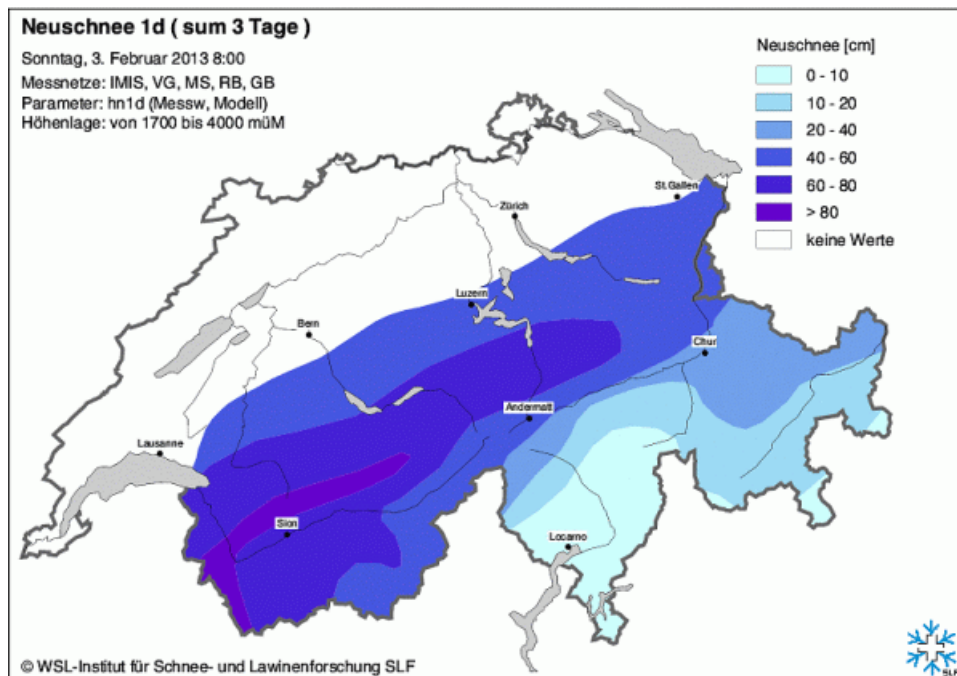 Neuschnee 1d ( sum 3 Tage )
Sonntag, 3. Februar 2013 8:00
Messnetze: IMIS, VG, MS, RB, GB
Parameter: hn1d (Messw, Modell)
Höhenlage: von 1700 bis 4000 müM
Neuschnee [cm]
0 - 10
10 - 20
20 - 40
40 - 60
60 - 80
> 80
keine Werte
St.Gallen
Zürich
Luzern
Bern
Chur
Andermatt
Lausanne
Sion
Locarno
© WSL-Institut für Schnee- und Lawinenforschung SLF
SLF